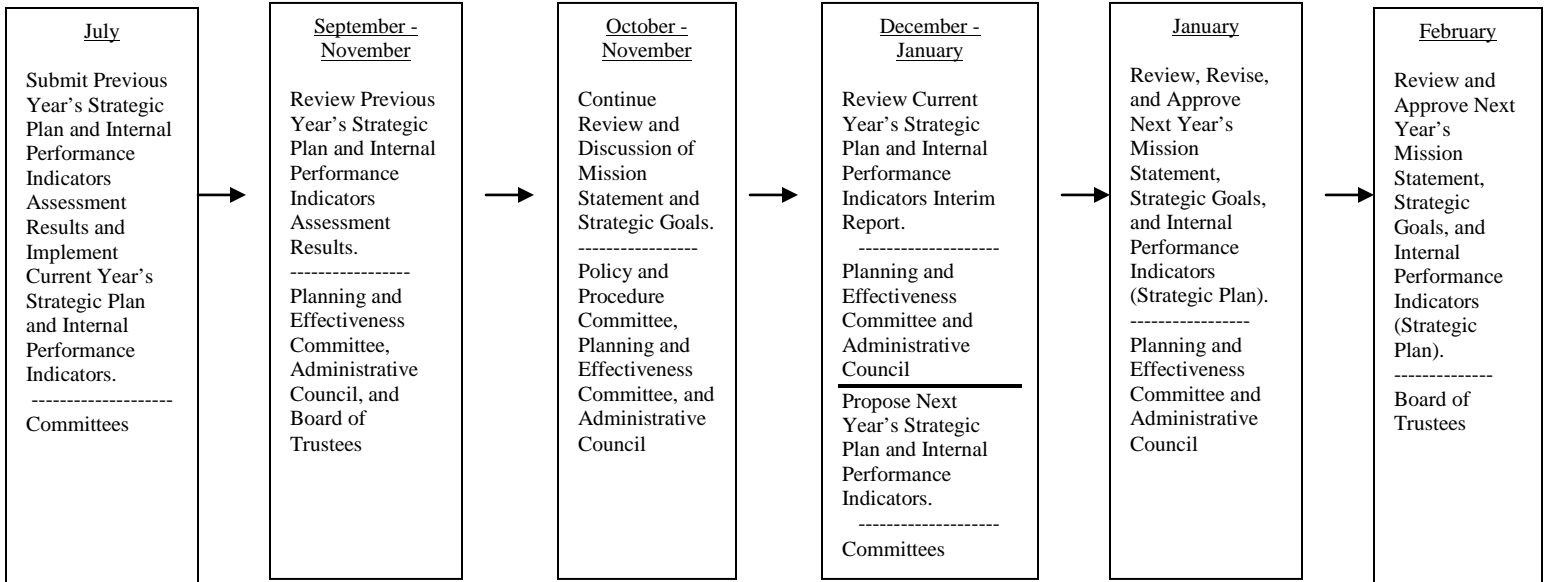 July
Submit Previous
Year’s Strategic
Plan and Internal
Performance
Indicators
Assessment
Results and
Implement
Current Year’s
Strategic Plan
and Internal
Performance
Indicators.
--------------------
Committees
September -
November
Review Previous
Year’s Strategic
Plan and Internal
Performance
Indicators
Assessment
Results.
-----------------
Planning and
Effectiveness
Committee,
Administrative
Council, and
Board of
Trustees
October -
November
Continue
Review and
Discussion of
Mission
Statement and
Strategic Goals.
-----------------
Policy and
Procedure
Committee,
Planning and
Effectiveness
Committee, and
Administrative
Council
December -
January
Review Current
Year’s Strategic
Plan and Internal
Performance
Indicators Interim
Report.
--------------------
Planning and
Effectiveness
Committee and
Administrative
Council
Propose Next
Year’s Strategic
Plan and Internal
Performance
Indicators.
--------------------
Committees
January
Review, Revise,
and Approve
Next Year’s
Mission
Statement,
Strategic Goals,
and Internal
Performance
Indicators
(Strategic Plan).
-----------------
Planning and
Effectiveness
Committee and
Administrative
Council
February
Review and
Approve Next
Year’s
Mission
Statement,
Strategic
Goals, and
Internal
Performance
Indicators
(Strategic
Plan).
--------------
Board of
Trustees